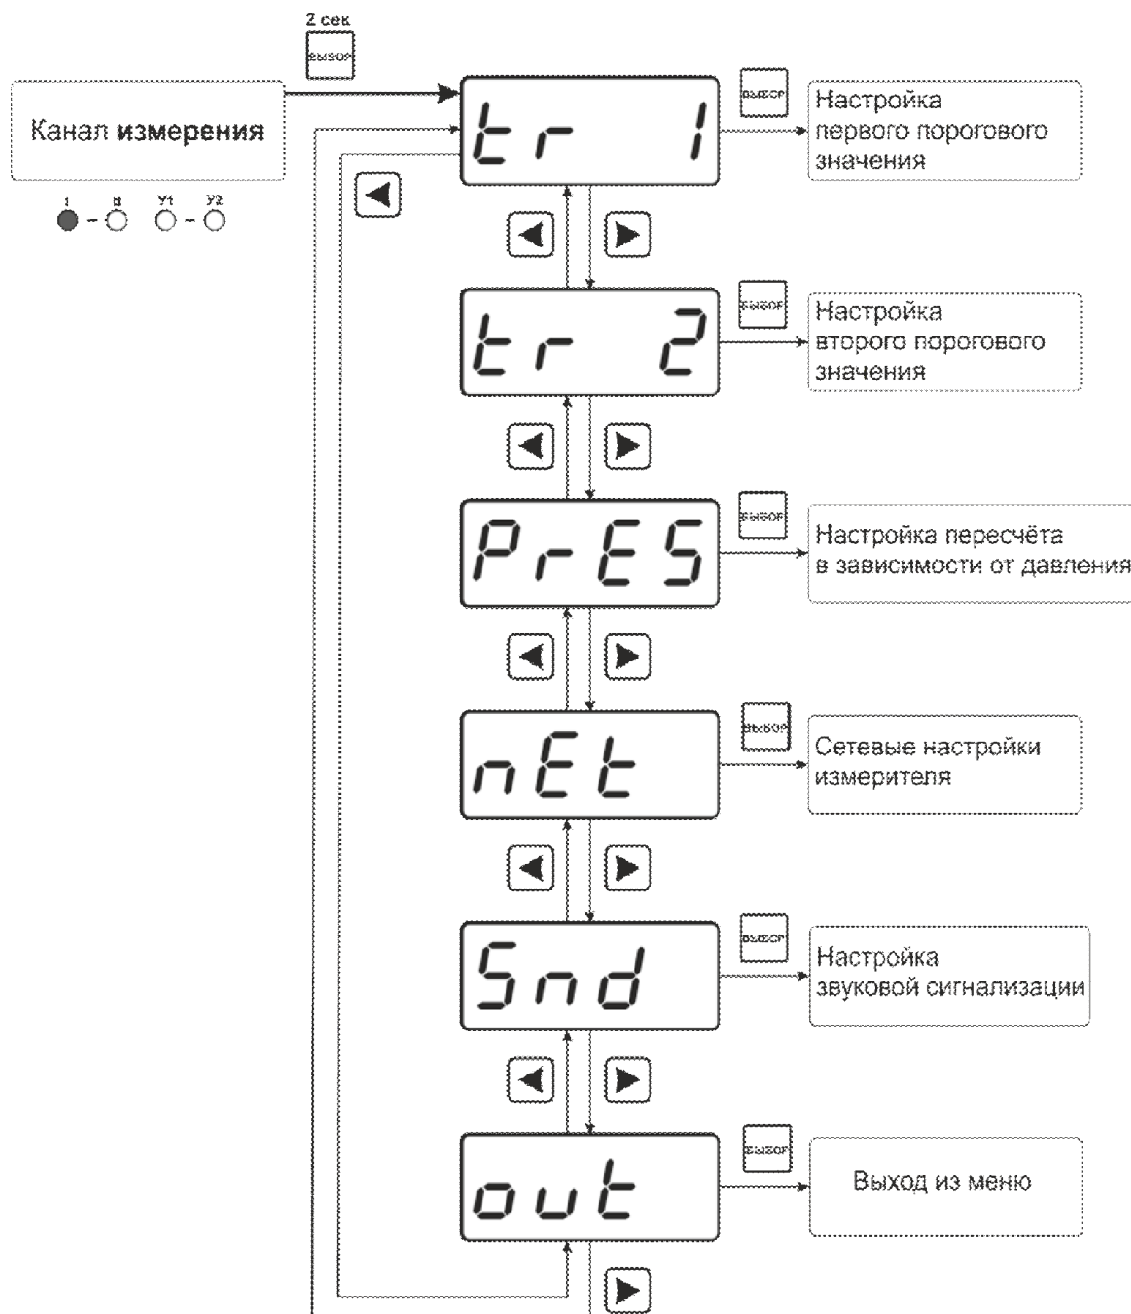 2 сек
ВЫБОР
Канал измерения
I II У1 У2
tr 1
ВЫБОР
Настройка
первого порогового
значения
tr 2
ВЫБОР
Настройка
второго порогового
значения
PrES
ВЫБОР
Настройка пересчёта
в зависимости от давления
nEt
ВЫБОР
Сетевые настройки
измерителя
Snd
ВЫБОР
Настройка
звуковой сигнализации
out
ВЫБОР
Выход из меню